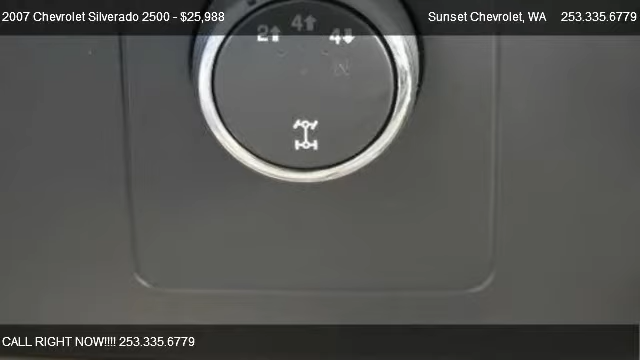 2007 Chevrolet Silverado 2500 - $25,988
Sunset Chevrolet, WA 253.335.6779
2⬆ 4⬆ 4⬇
N
CALL RIGHT NOW!!!! 253.335.6779